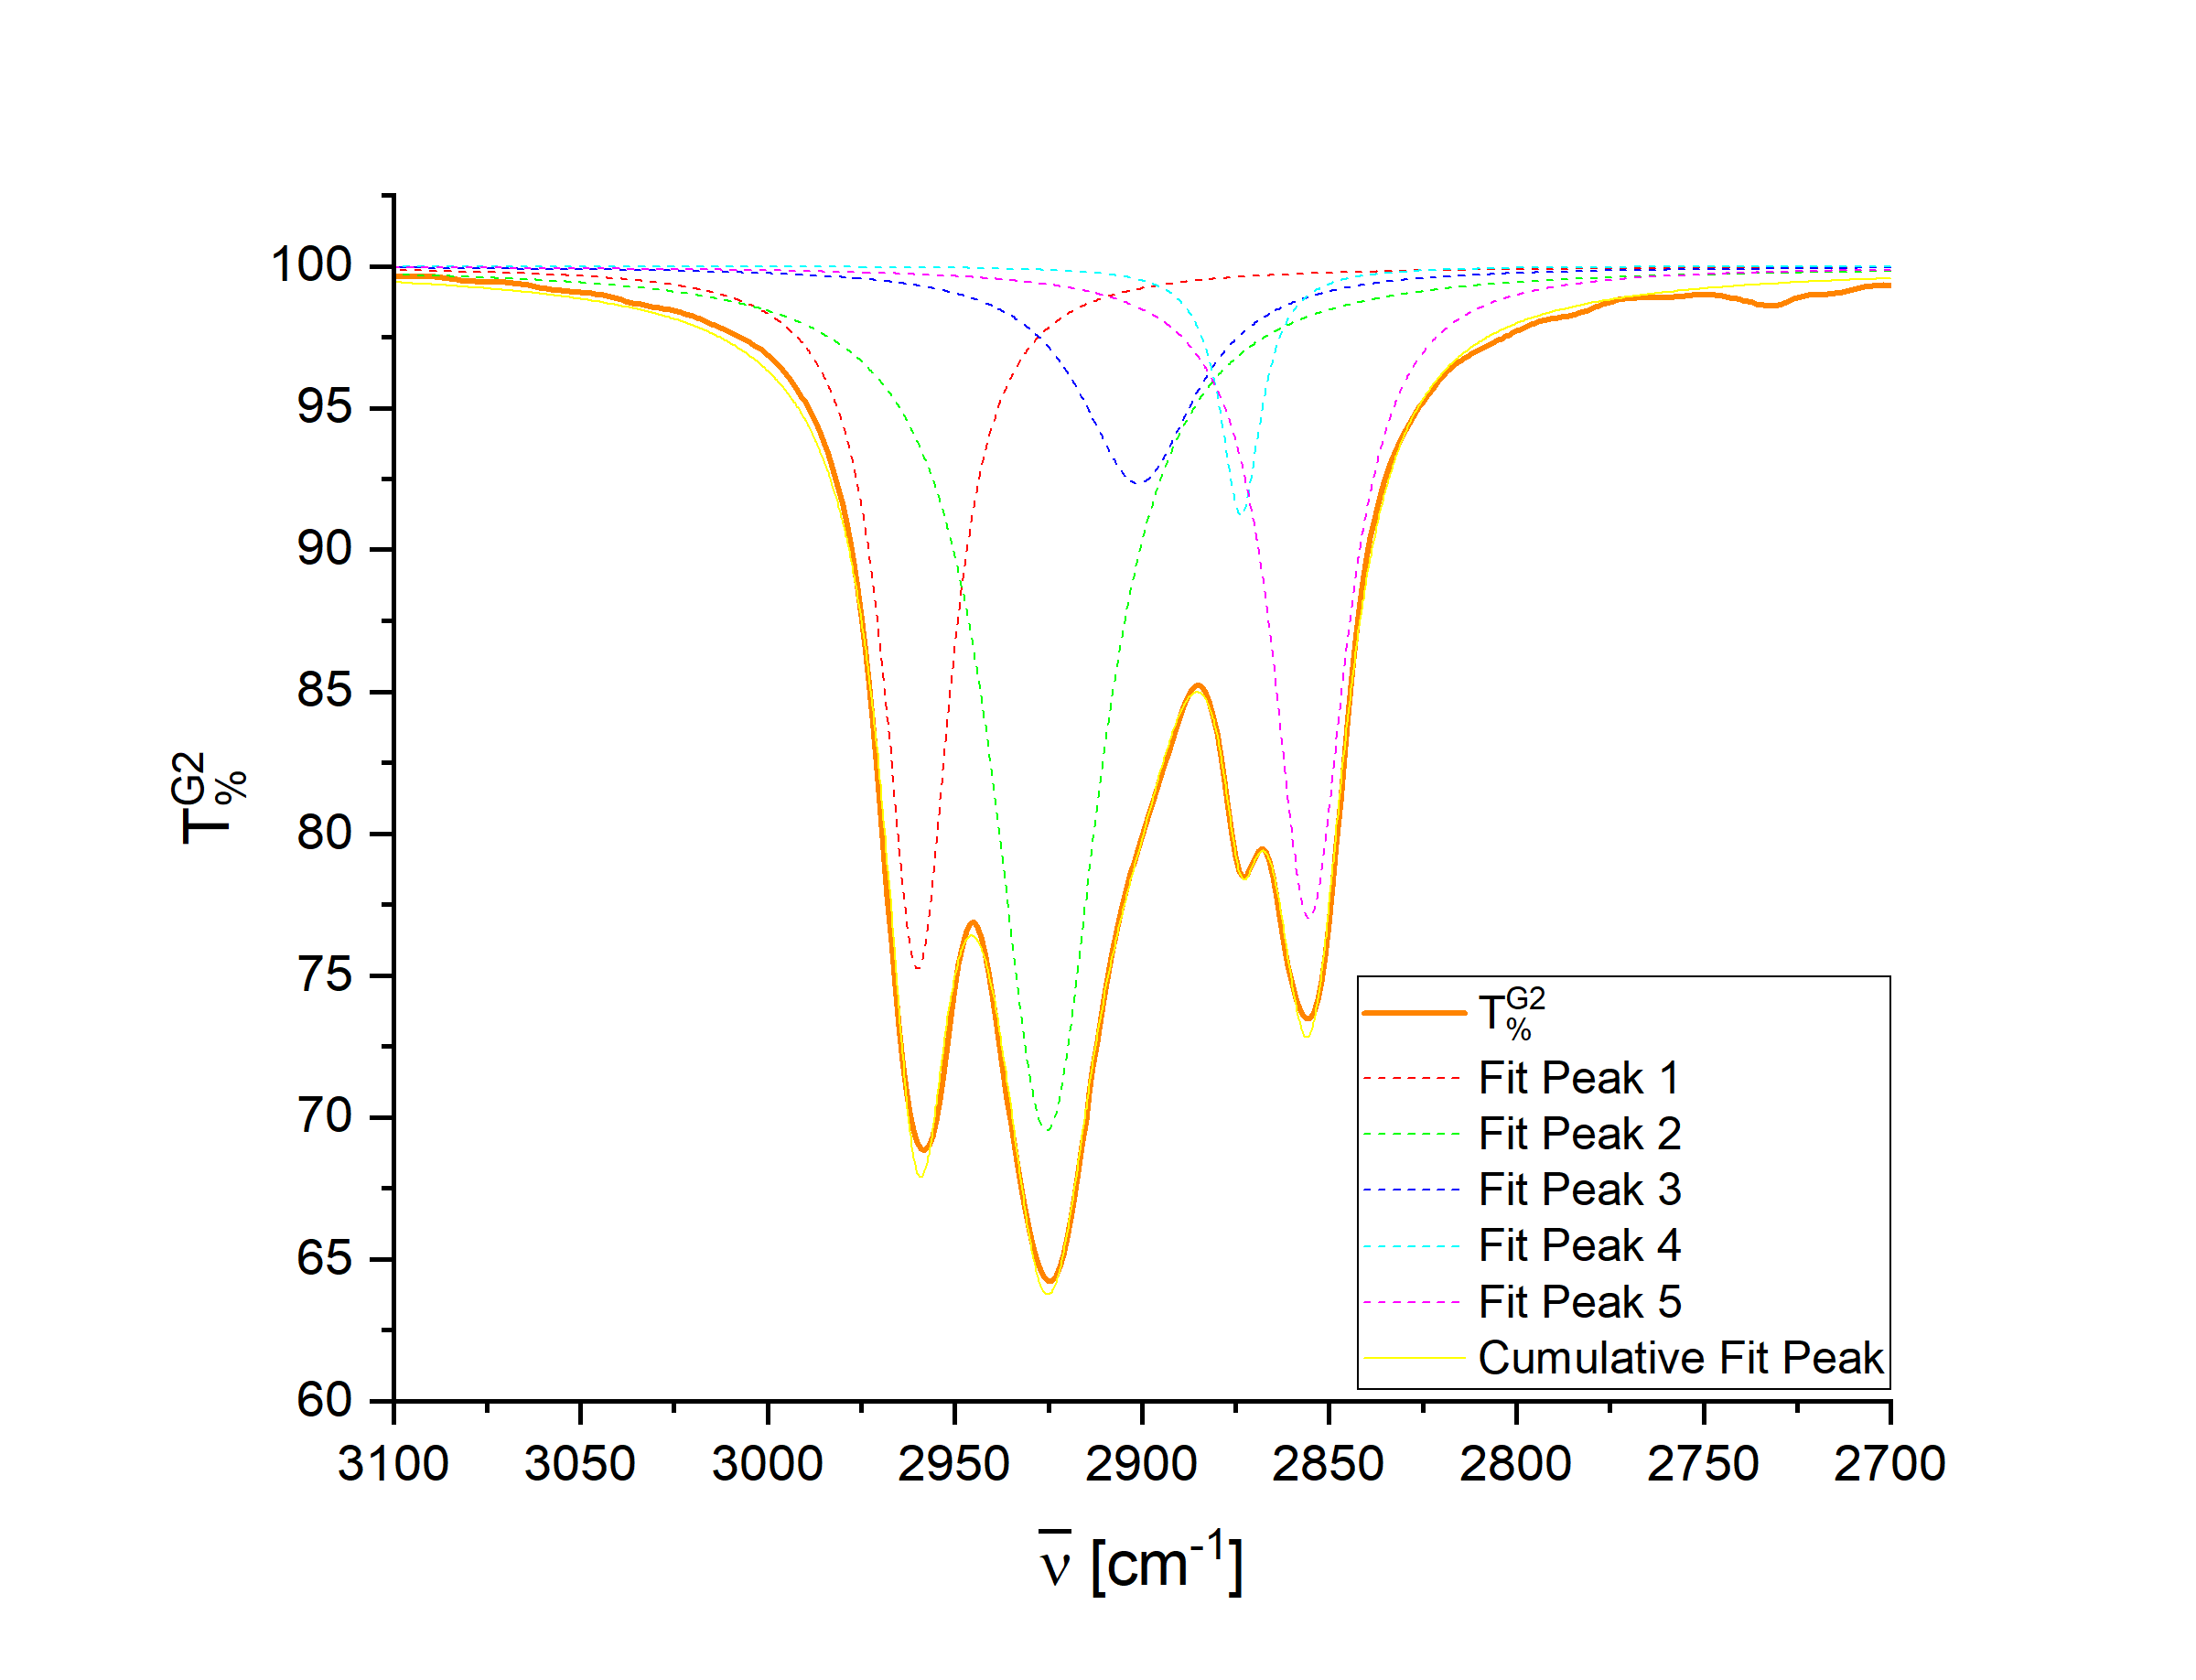 100
95
90
85
80
75
70
65
60
T%G2
3100 3050 3000 2950 2900 2850 2800 2750 2700
ν̅ [cm-1]
T%G2
Fit Peak 1
Fit Peak 2
Fit Peak 3
Fit Peak 4
Fit Peak 5
Cumulative Fit Peak